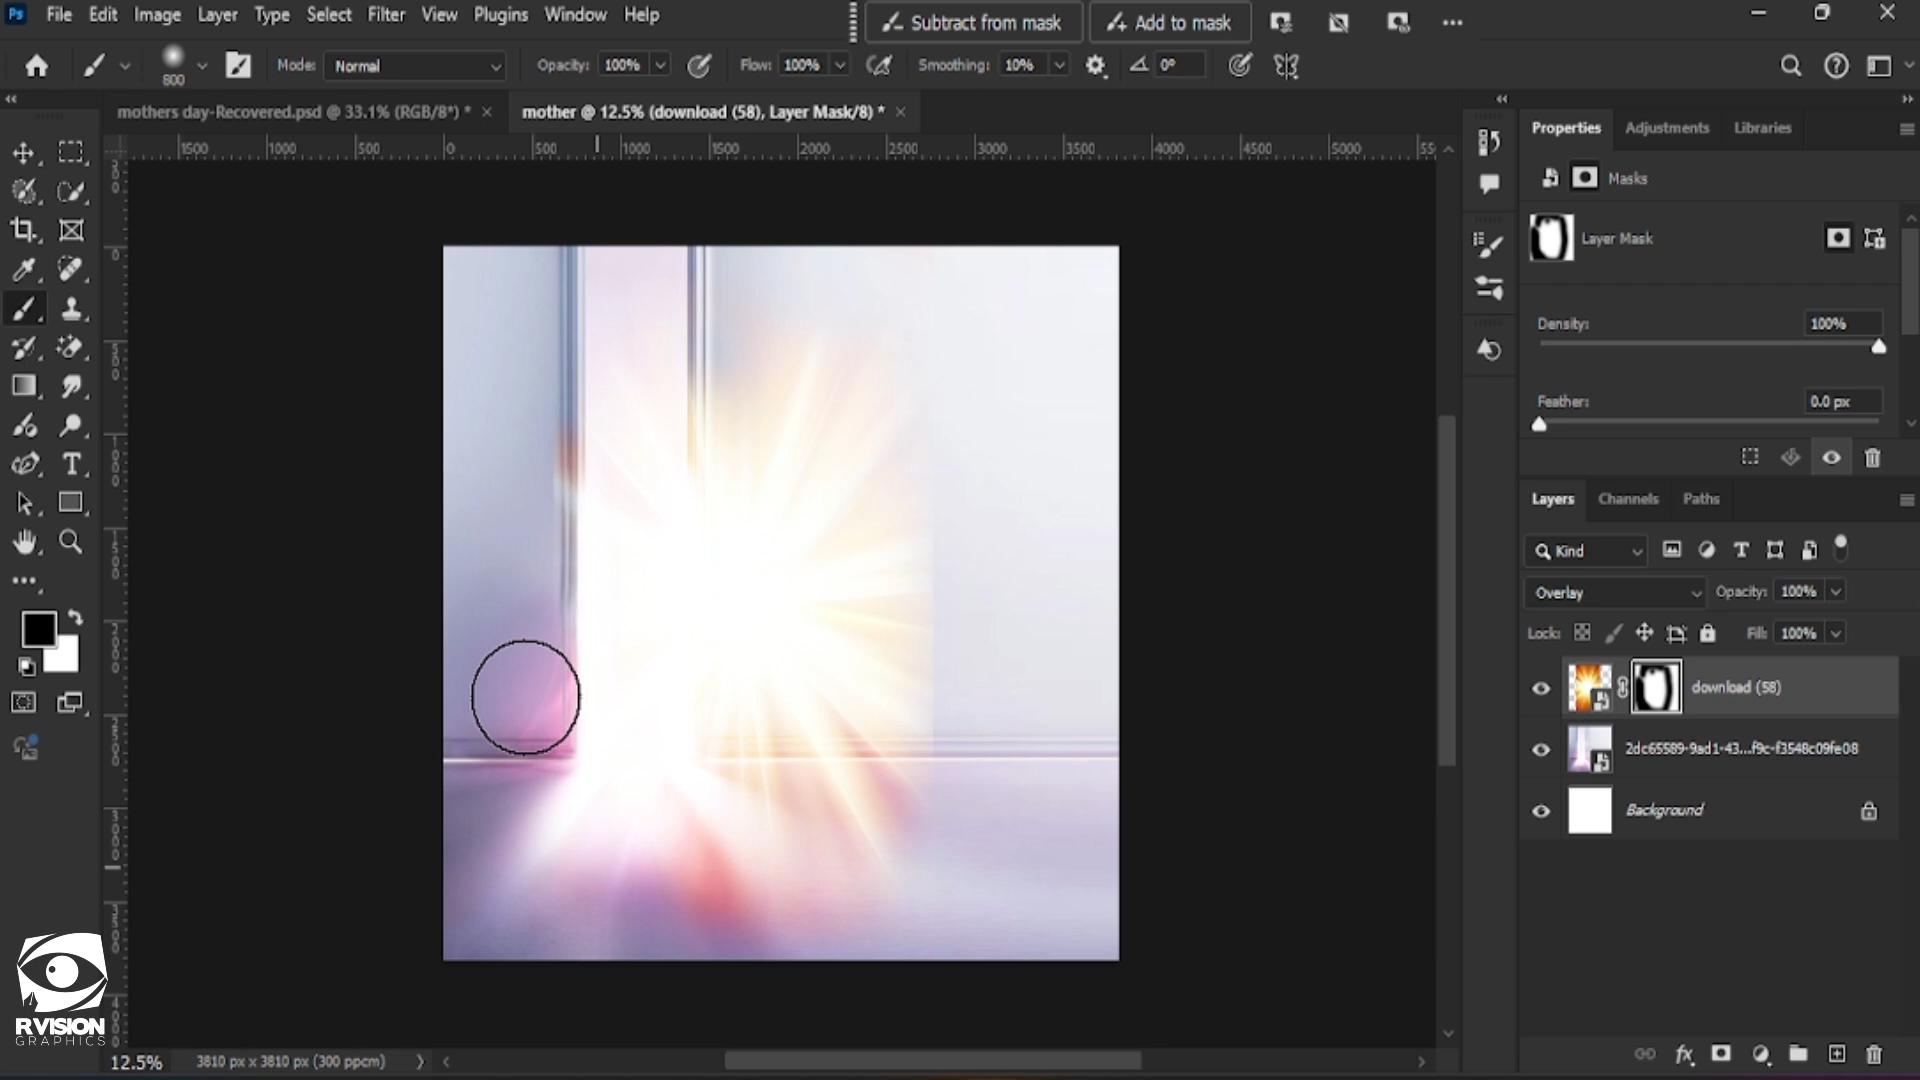 Ps File Edit Image Layer Type Select Filter View Plugins Window Help
Subtract from mask Add to mask
800 Mode: Normal Opacity: 100% Flow: 100% Smoothing: 10% 0°
mothers day-Recovered.psd @ 33.1% (RGB/8*) * mother @ 12.5% (download (58), Layer Mask/8) *
1500 1000 500 0 500 1000 1500 2000 2500 3000 3500 4000 4500 5000
Properties Adjustments Libraries
Masks
Layer Mask
Density: 100%
Feather: 0.0 px
Layers Channels Paths
Kind
Overlay Opacity: 100%
Lock: Fill: 100%
download (58)
2dc65589-9ad1-43...f9c-f3548c09fe08
Background
R VISION
GRAPHICS
12.5% 3810 px x 3810 px (300 ppcm)